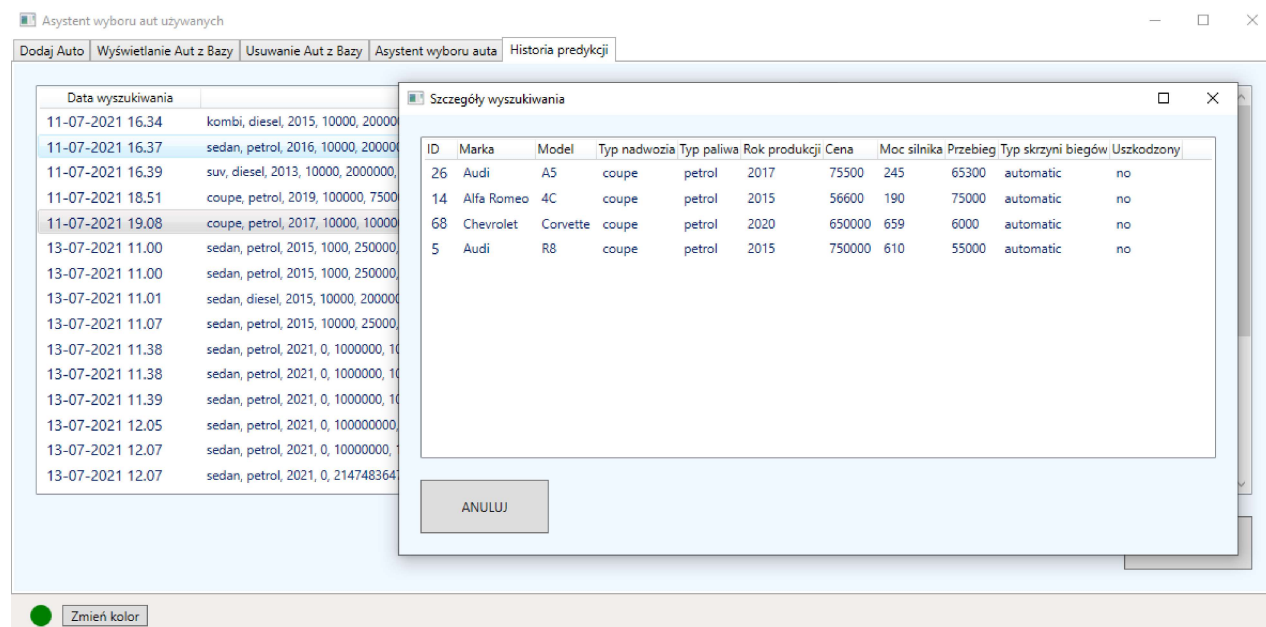 Asystent wyboru aut używanych
Dodaj Auto Wyświetlanie Aut z Bazy Usuwanie Aut z Bazy Asystent wyboru auta Historia predykcji
Data wyszukiwania
11-07-2021 16.34 kombi, diesel, 2015, 10000, 20000
11-07-2021 16.37 sedan, petrol, 2016, 10000, 20000
11-07-2021 16.39 suv, diesel, 2013, 10000, 2000000,
11-07-2021 18.51 coupe, petrol, 2019, 100000, 7500
11-07-2021 19.08 coupe, petrol, 2017, 10000, 10000
13-07-2021 11.00 sedan, petrol, 2015, 1000, 250000,
13-07-2021 11.00 sedan, petrol, 2015, 1000, 250000,
13-07-2021 11.01 sedan, diesel, 2015, 10000, 20000
13-07-2021 11.07 sedan, petrol, 2015, 10000, 25000,
13-07-2021 11.38 sedan, petrol, 2021, 0, 1000000, 10
13-07-2021 11.38 sedan, petrol, 2021, 0, 1000000, 10
13-07-2021 11.39 sedan, petrol, 2021, 0, 1000000, 10
13-07-2021 12.05 sedan, petrol, 2021, 0, 100000000,
13-07-2021 12.07 sedan, petrol, 2021, 0, 10000000, 1
13-07-2021 12.07 sedan, petrol, 2021, 0, 214748364
Szczegóły wyszukiwania
ID Marka Model Typ nadwozia Typ paliwa Rok produkcji Cena Moc silnika Przebieg Typ skrzyni biegów Uszkodzony
26 Audi A5 coupe petrol 2017 75500 245 65300 automatic no
14 Alfa Romeo 4C coupe petrol 2015 56600 190 75000 automatic no
68 Chevrolet Corvette coupe petrol 2020 650000 659 6000 automatic no
5 Audi R8 coupe petrol 2015 750000 610 55000 automatic no
ANULUJ
Zmień kolor